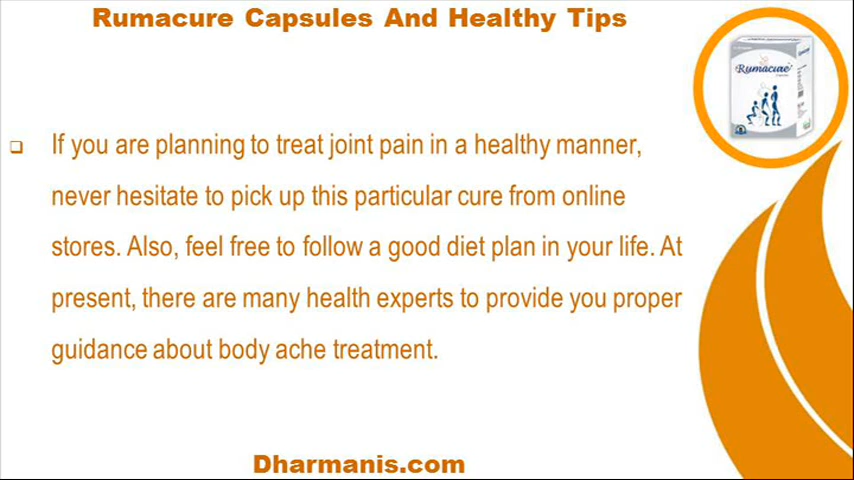 Rumacure Capsules And Healthy Tips
Rumacure
If you are planning to treat joint pain in a healthy manner,
never hesitate to pick up this particular cure from online
stores. Also, feel free to follow a good diet plan in your life. At
present, there are many health experts to provide you proper
guidance about body ache treatment.
Dharmanis.com